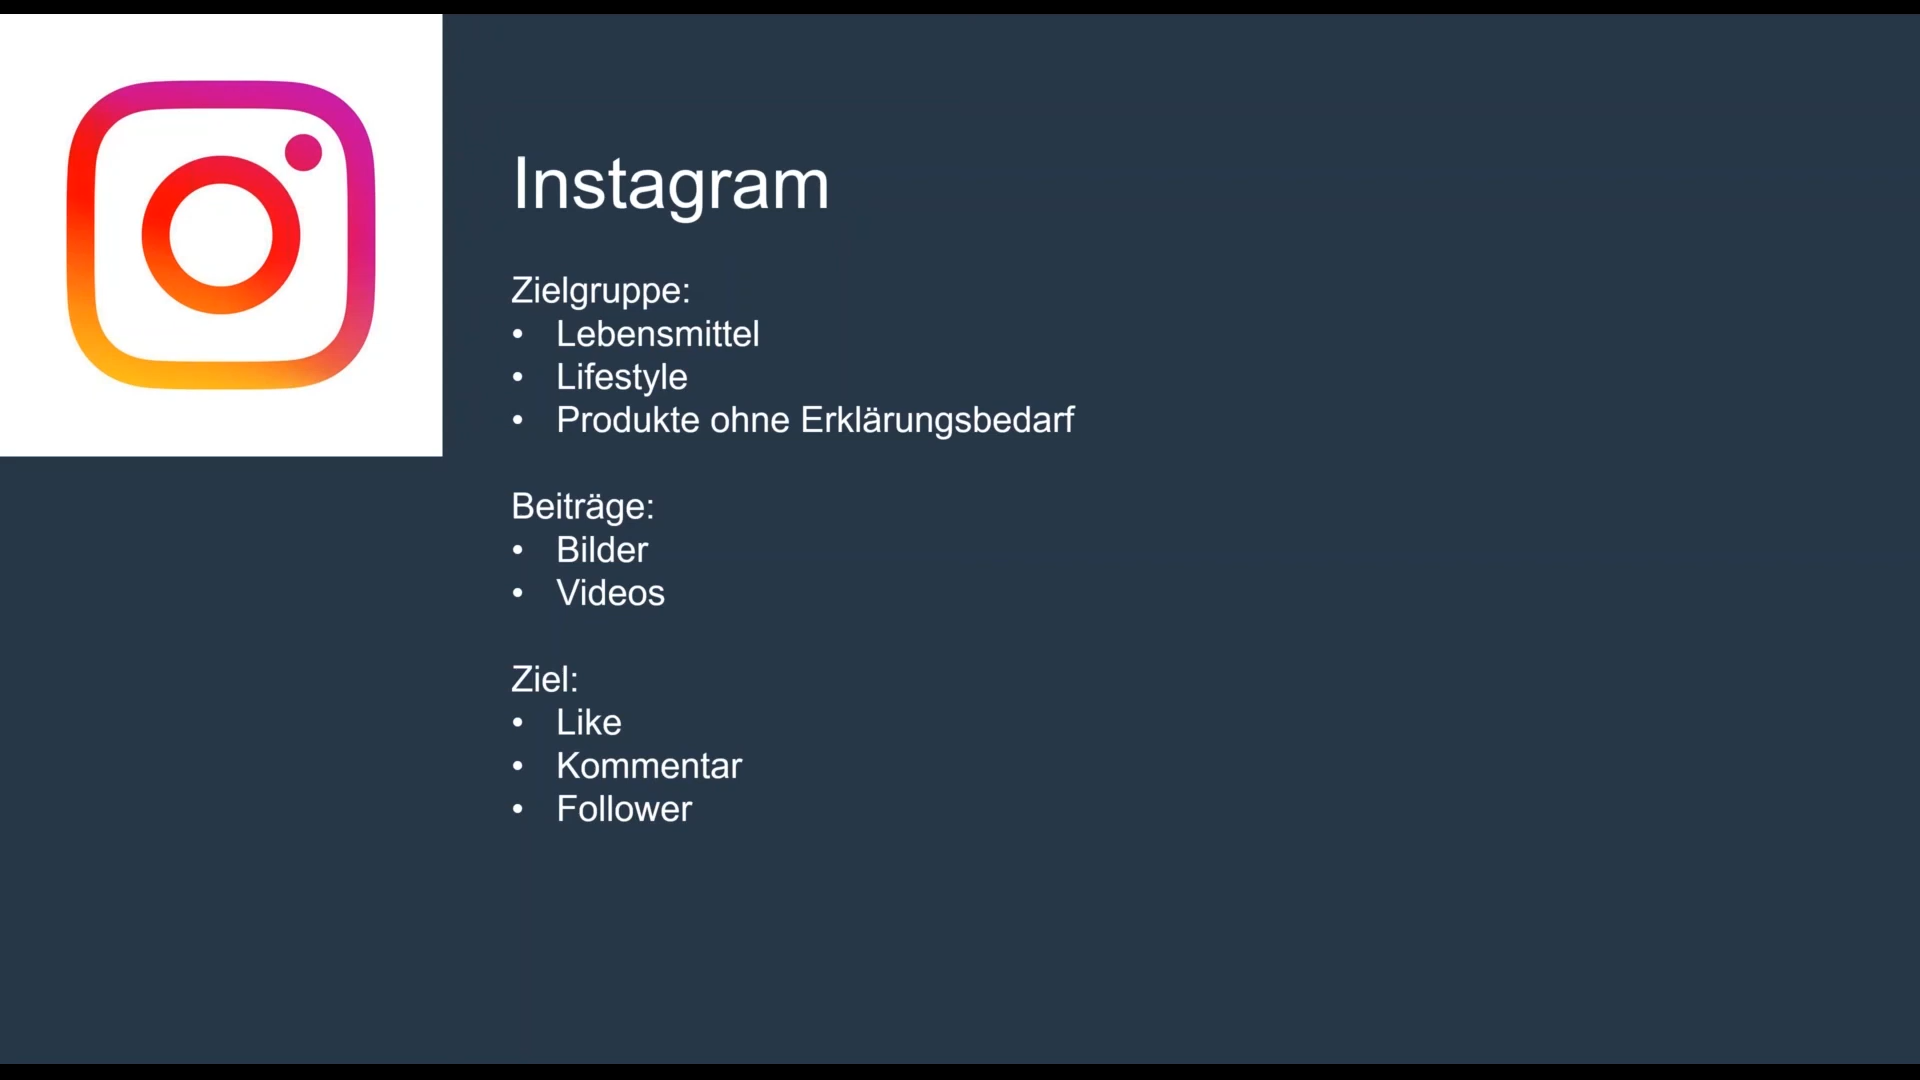 Instagram
Zielgruppe:
• Lebensmittel
• Lifestyle
• Produkte ohne Erklärungsbedarf
Beiträge:
• Bilder
• Videos
Ziel:
• Like
• Kommentar
• Follower